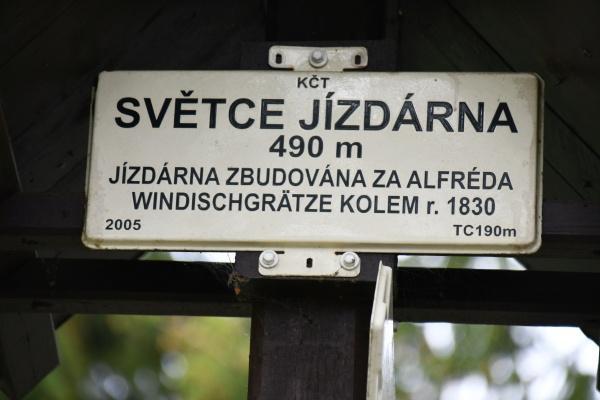 KČT
SVĚTCE JÍZDÁRNA
490 m
JÍZDÁRNA ZBUDOVÁNA ZA ALFRÉDA
WINDISCHGRÄTZE KOLEM r. 1830
2005 TC190m